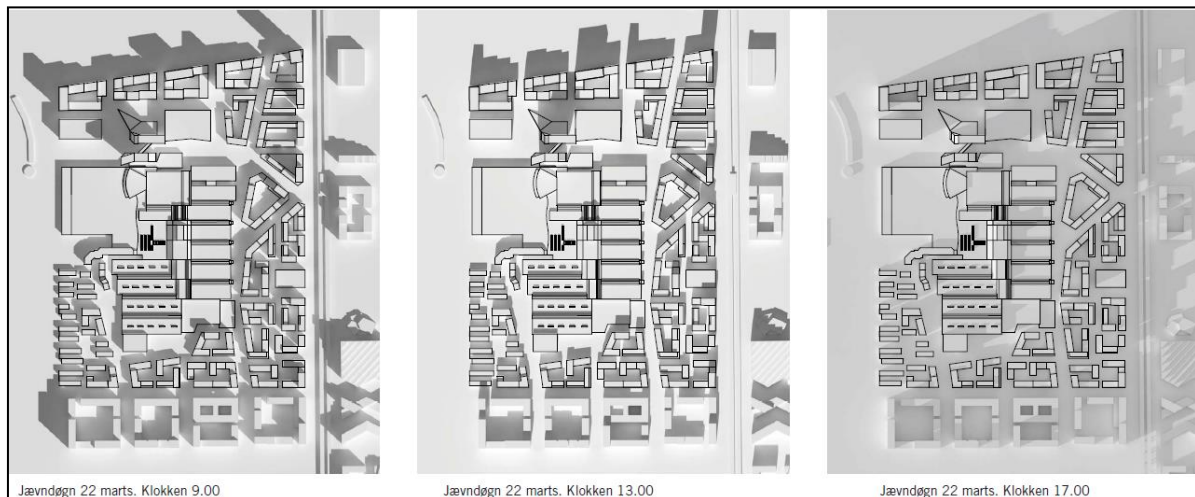 Jævndøgn 22 marts. Klokken 9.00
Jævndøgn 22 marts. Klokken 13.00
Jævndøgn 22 marts. Klokken 17.00